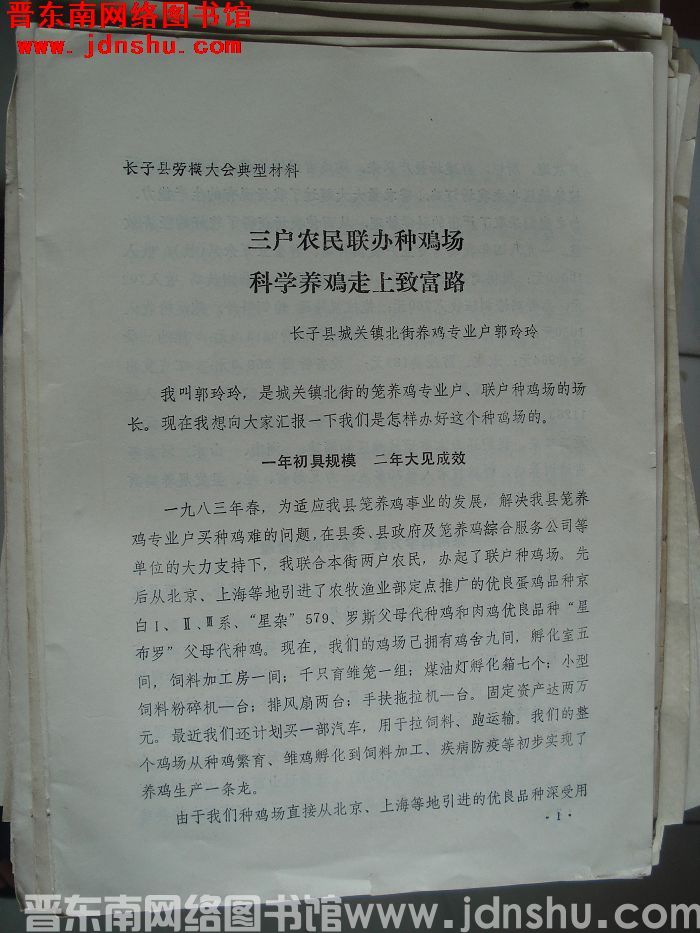 晋东南网络图书馆
www.jdnshu.com
长子县劳模大会典型材料
三户农民联办种鸡场
科学养鸡走上致富路
长子县城关镇北街养鸡专业户郭玲玲
我叫郭玲玲，是城关镇北街的笼养鸡专业户、联户种鸡场的场
长。现在我想向大家汇报一下我们是怎样办好这个种鸡场的。
一年初具规模　二年大见成效
一九八三年春，为适应我县笼养鸡事业的发展，解决我县笼养
鸡专业户买种鸡难的问题，在县委、县政府及笼养鸡综合服务公司等
单位的大力支持下，我联合本街两户农民，办起了联户种鸡场。先
后从北京、上海等地引进了农牧渔业部定点推广的优良蛋鸡品种京
白Ⅰ、Ⅱ、Ⅲ系、“星杂”579、罗斯父母代种鸡和肉鸡优良品种“星
布罗”父母代种鸡。现在，我们的鸡场已拥有鸡舍九间，孵化室五
间，饲料加工房一间；千只育雏笼一组；煤油灯孵化箱七个；小型
饲料粉碎机一台；排风扇两台；手扶拖拉机一台。固定资产达两万
元。最近我们还计划买一部汽车，用于拉饲料、跑运输。我们的整
个鸡场从种鸡繁育、雏鸡孵化到饲料加工、疾病防疫等初步实现了
养鸡生产一条龙。
由于我们种鸡场直接从北京、上海等地引进的优良品种深受用
·1·
晋东南网络图书馆www.jdnshu.com